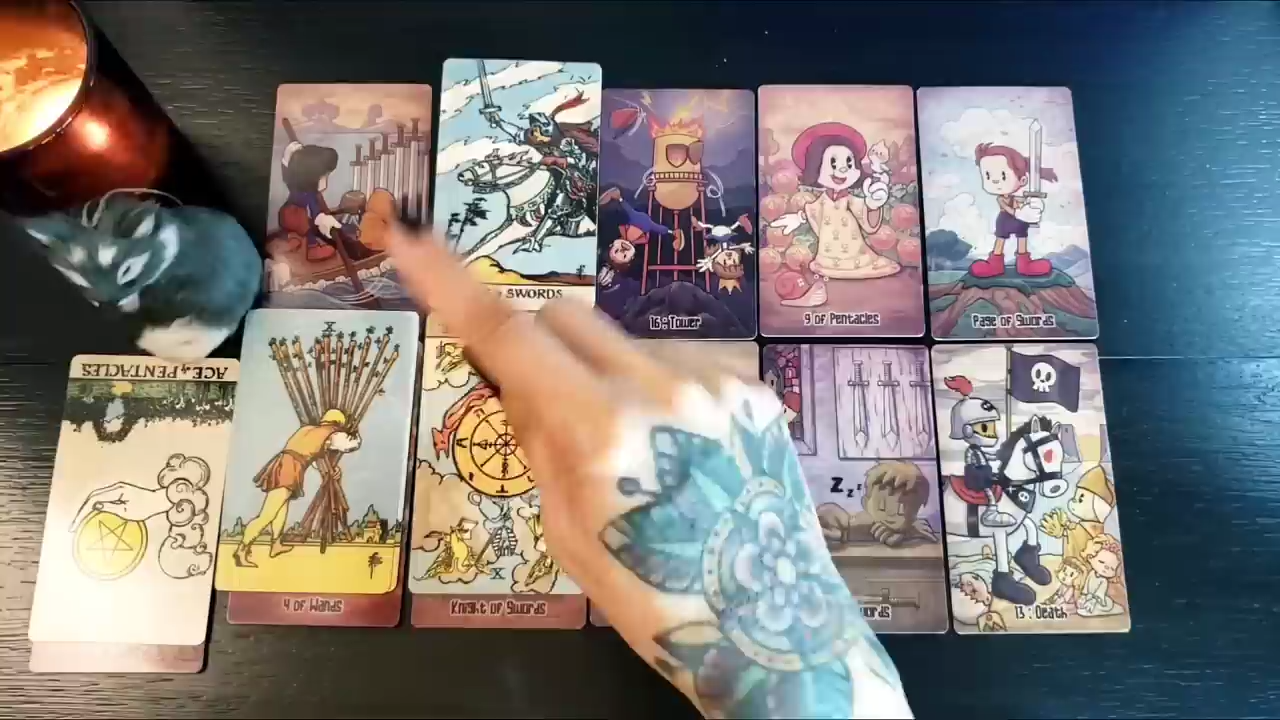 SWORDS
16 : Tower
9 of Pentacles
Page of Swords
X
ACE of PENTACLES
Z z z
X
4 of Wands
Knight of Swords
13 : Death